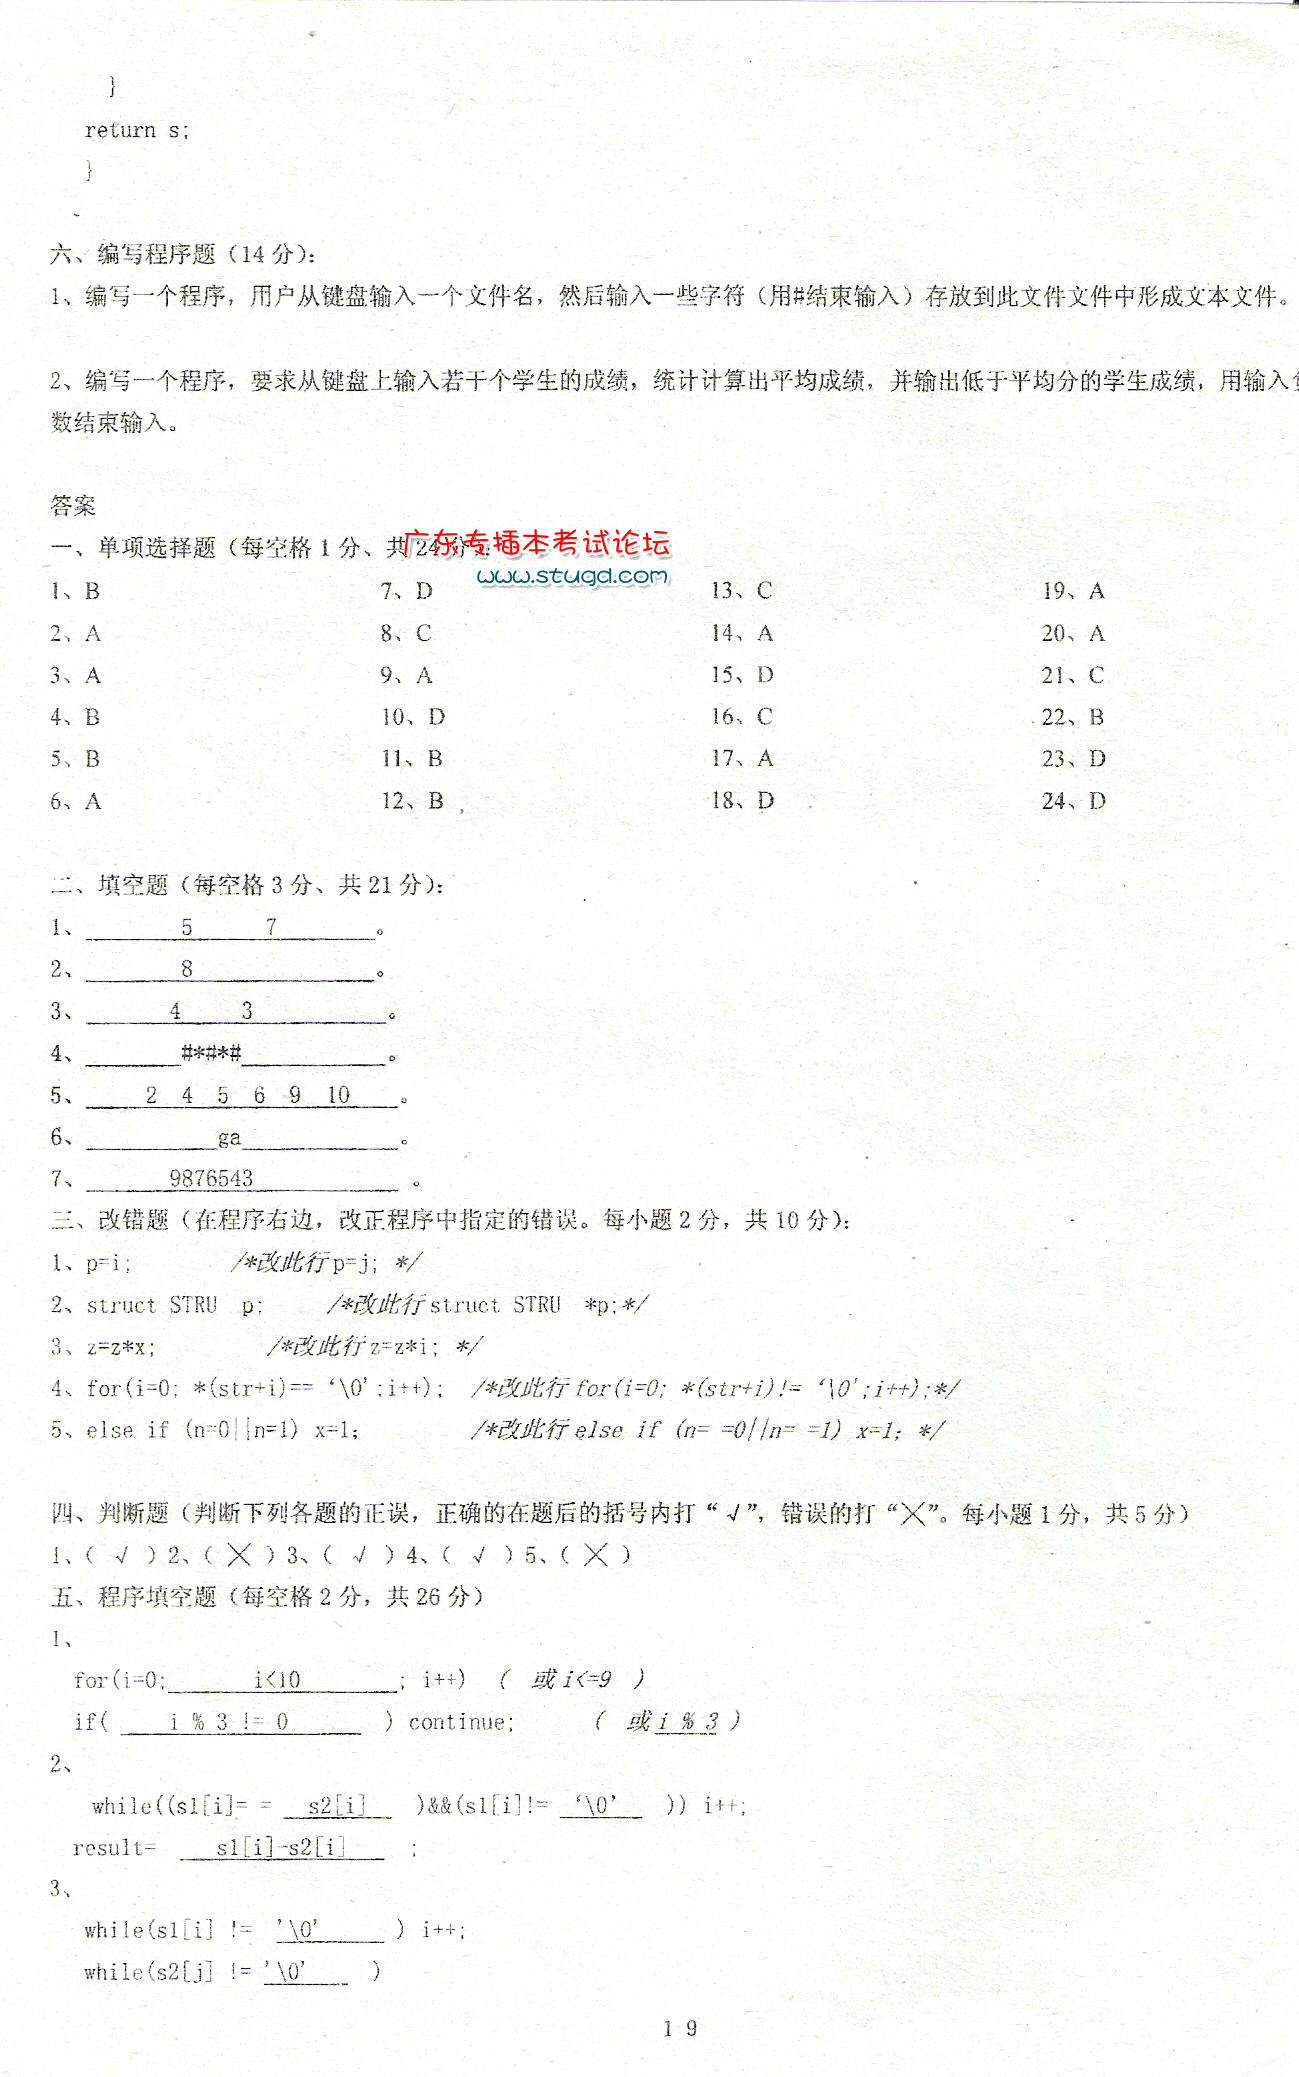 }
return s;
}
六、编写程序题（14 分）：
1、编写一个程序，用户从键盘输入一个文件名，然后输入一些字符（用#结束输入）存放到此文件文件中形成文本文件。
2、编写一个程序，要求从键盘上输入若干个学生的成绩，统计计算出平均成绩，并输出低于平均分的学生成绩，用输入负
数结束输入。
答案
一、单项选择题（每空格 1 分、共 24 分）：
广东专插本考试论坛
www.stugd.com
1、B 7、D 13、C 19、A
2、A 8、C 14、A 20、A
3、A 9、A 15、D 21、C
4、B 10、D 16、C 22、B
5、B 11、B 17、A 23、D
6、A 12、B 18、D 24、D
二、填空题（每空格 3 分、共 21 分）：
1、 5 7 。
2、 8 。
3、 4 3 。
4、 #*#*# 。
5、 2 4 5 6 9 10 。
6、 ga 。
7、 9876543 。
三、改错题（在程序右边，改正程序中指定的错误。每小题 2 分，共 10 分）：
1、p=i; /*改此行 p=j; */
2、struct STRU p; /*改此行 struct STRU *p;*/
3、z=z*x; /*改此行 z=z*i; */
4、for(i=0; *(str+i)== ‘\0’;i++); /*改此行 for(i=0; *(str+i)!= ‘\0’;i++);*/
5、else if (n=0||n=1) x=1; /*改此行 else if (n= =0||n= =1) x=1; */
四、判断题（判断下列各题的正误，正确的在题后的括号内打“√”，错误的打“╳”。每小题 1 分，共 5 分）
1、（ √ ）2、（ ╳ ）3、（ √ ）4、（ √ ）5、（ ╳ ）
五、程序填空题（每空格 2 分，共 26 分）
1、
for(i=0; i<10 ; i++) （ 或 i<=9 ）
if( i % 3 != 0 ) continue; （ 或 i % 3 ）
2、
while((s1[i]= = s2[i] )&&(s1[i]!= ‘\0’ )) i++;
result= s1[i]-s2[i] ;
3、
while(s1[i] != '\0' ) i++;
while(s2[j] != '\0' )
19